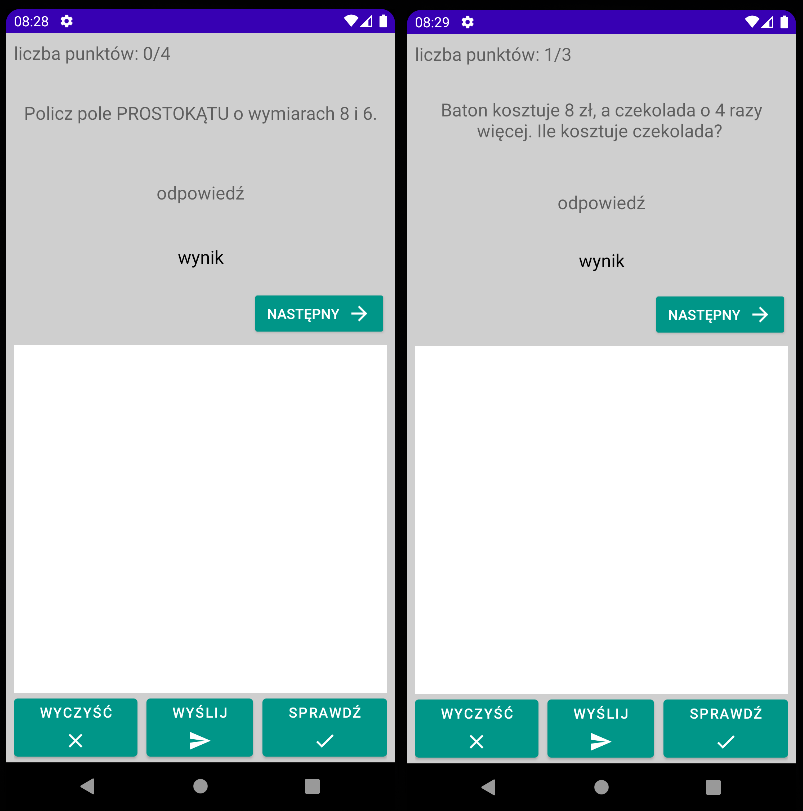 08:28
liczba punktów: 0/4
Policz pole PROSTOKĄTU o wymiarach 8 i 6.
odpowiedź
wynik
NASTĘPNY
WYCZYŚĆ
WYŚLIJ
SPRAWDŹ
08:29
liczba punktów: 1/3
Baton kosztuje 8 zł, a czekolada o 4 razy
więcej. Ile kosztuje czekolada?
odpowiedź
wynik
NASTĘPNY
WYCZYŚĆ
WYŚLIJ
SPRAWDŹ